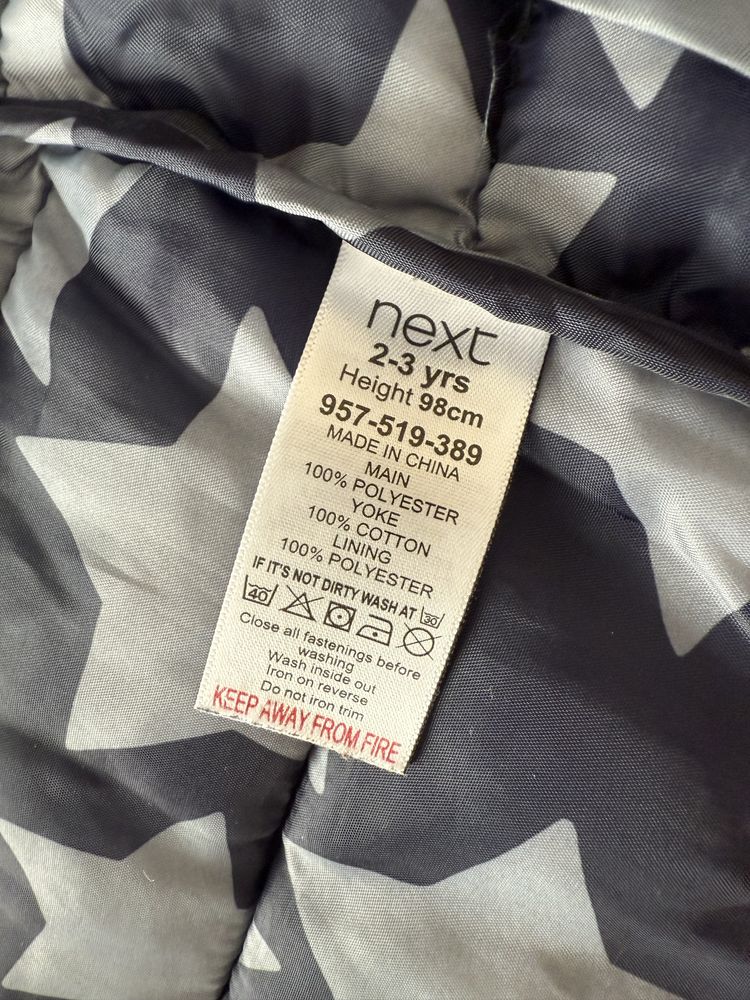 next
2-3 yrs
Height 98cm
957-519-389
MADE IN CHINA
MAIN
100% POLYESTER
YOKE
100% COTTON
LINING
100% POLYESTER
IF IT'S NOT DIRTY WASH AT 30
40
Close all fastenings before
washing
Wash inside out
Iron on reverse
Do not iron trim
KEEP AWAY FROM FIRE